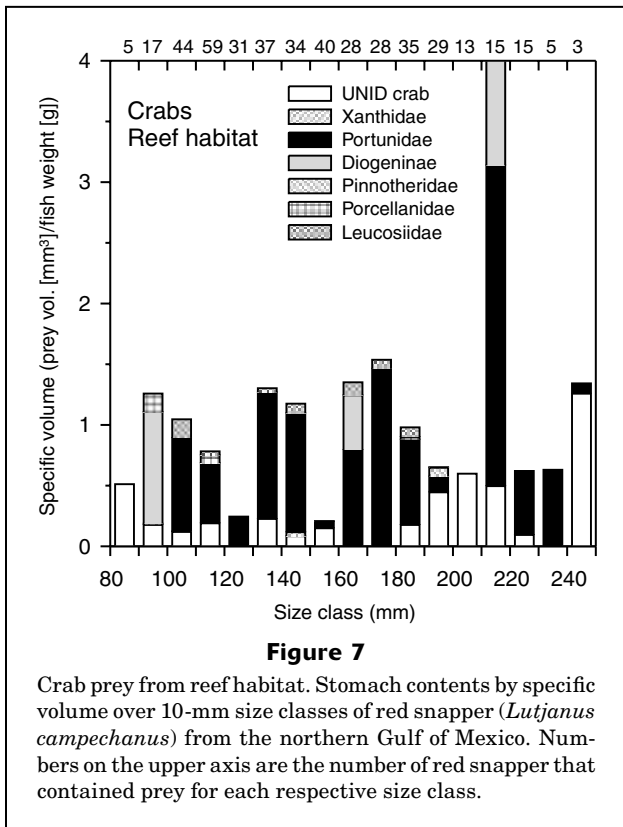 5 17 44 59 31 37 34 40 28 28 35 29 13 15 15 5 3
4
3
2
1
0
Specific volume (prey vol. [mm³]/fish weight [g])
Crabs
Reef habitat
UNID crab
Xanthidae
Portunidae
Diogeninae
Pinnotheridae
Porcellanidae
Leucosiidae
80 100 120 140 160 180 200 220 240
Size class (mm)
Figure 7
Crab prey from reef habitat. Stomach contents by specific
volume over 10-mm size classes of red snapper (Lutjanus
campechanus) from the northern Gulf of Mexico. Num-
bers on the upper axis are the number of red snapper that
contained prey for each respective size class.